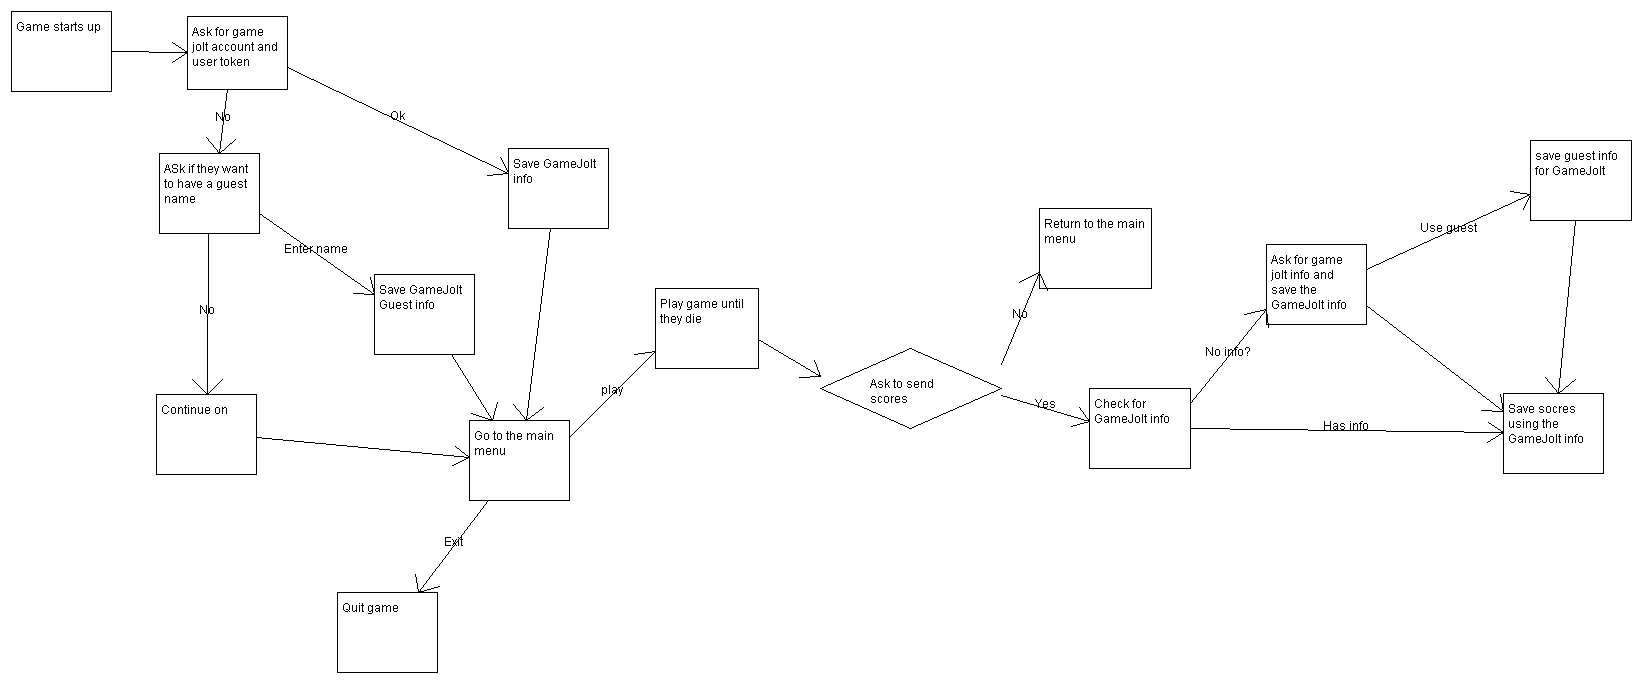 Game starts up
Ask for game
jolt account and
user token
No
Ok
ASk if they want
to have a guest
name
Save GameJolt
info
Enter name
No
Save GameJolt
Guest info
Continue on
Go to the main
menu
play
Exit
Quit game
Play game until
they die
Ask to send
scores
No
Return to the main
menu
Yes
Check for
GameJolt info
No info?
Has info
Ask for game
jolt info and
save the
GameJolt info
Use guest
save guest info
for GameJolt
Save socres
using the
GameJolt info